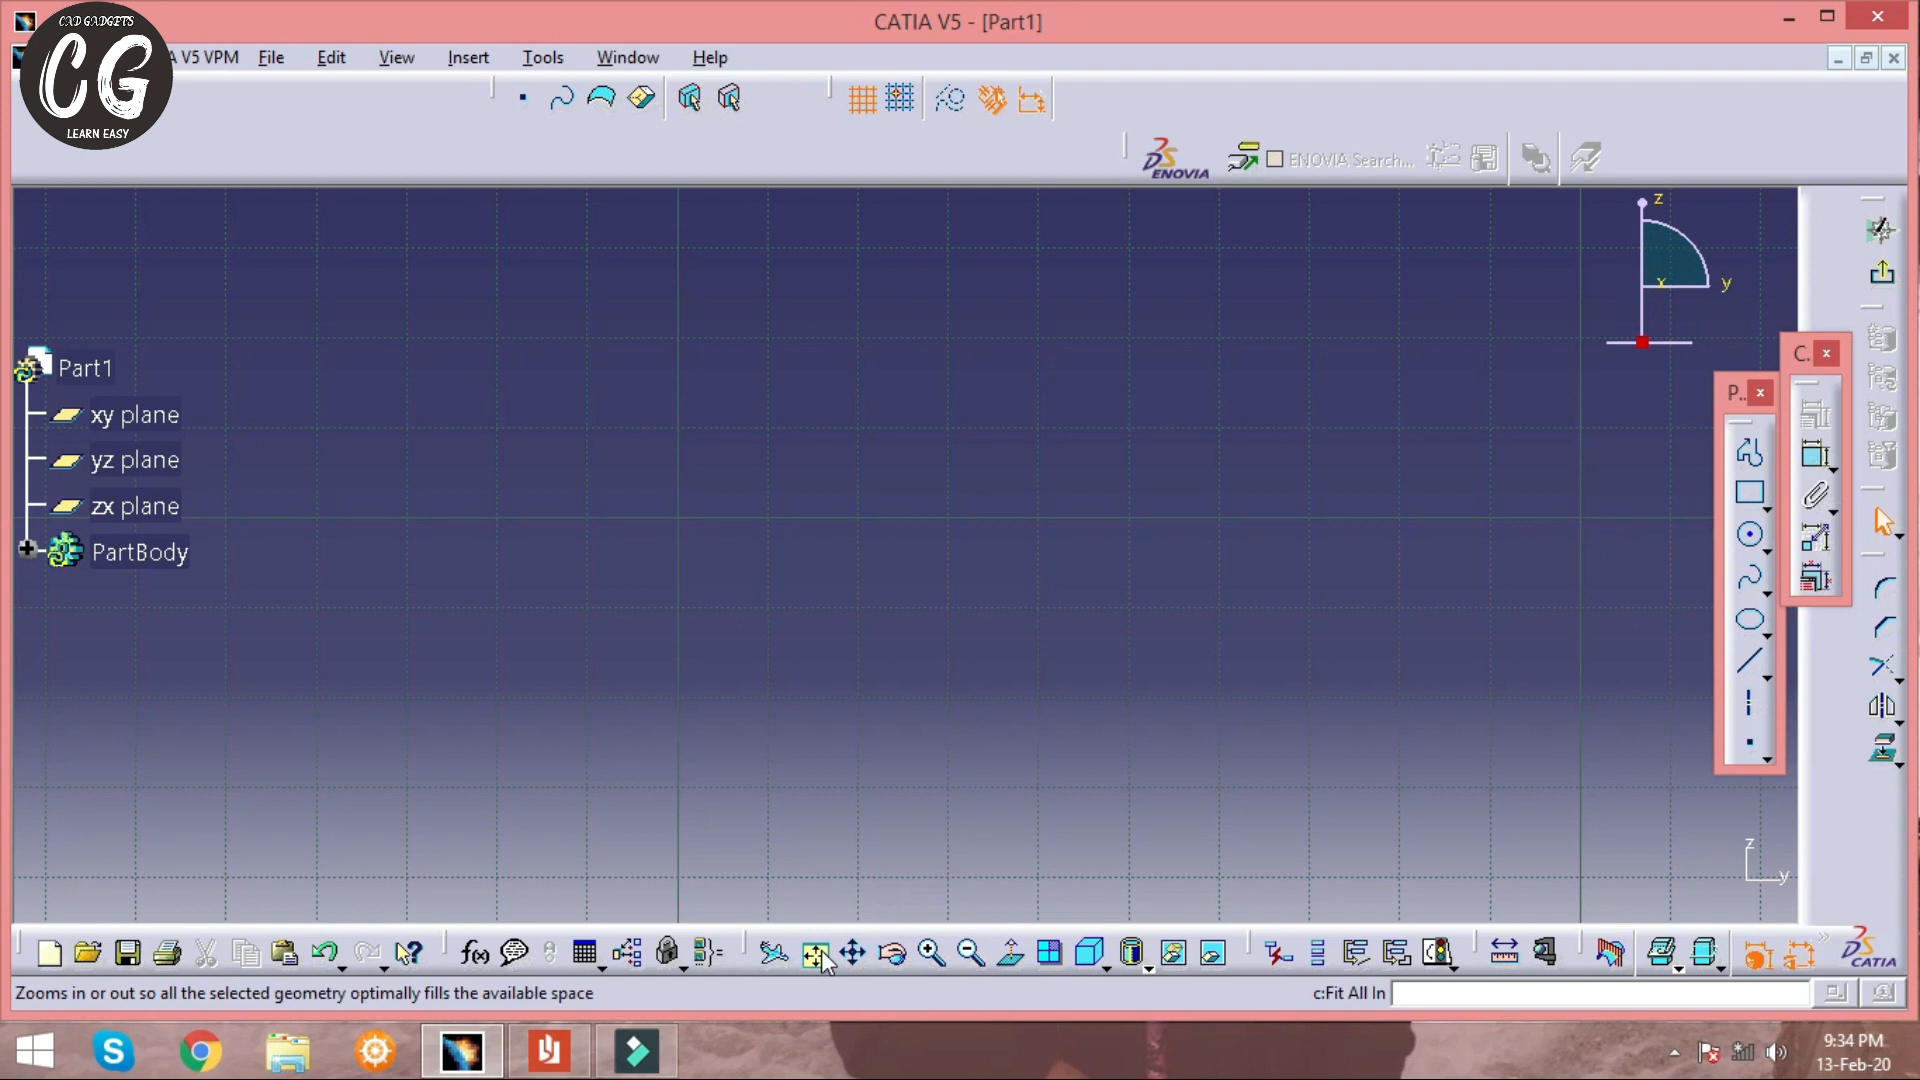 CATIA V5 - [Part1]
CAD GADGETS
CG
LEARN EASY
A V5 VPM File Edit View Insert Tools Window Help
ENOVIA
ENOVIA Search...
z
x
y
Part1
xy plane
yz plane
zx plane
PartBody
C.
P..
z
y
f(x)
CATIA
Zooms in or out so all the selected geometry optimally fills the available space
c:Fit All In
S
9:34 PM
13-Feb-20